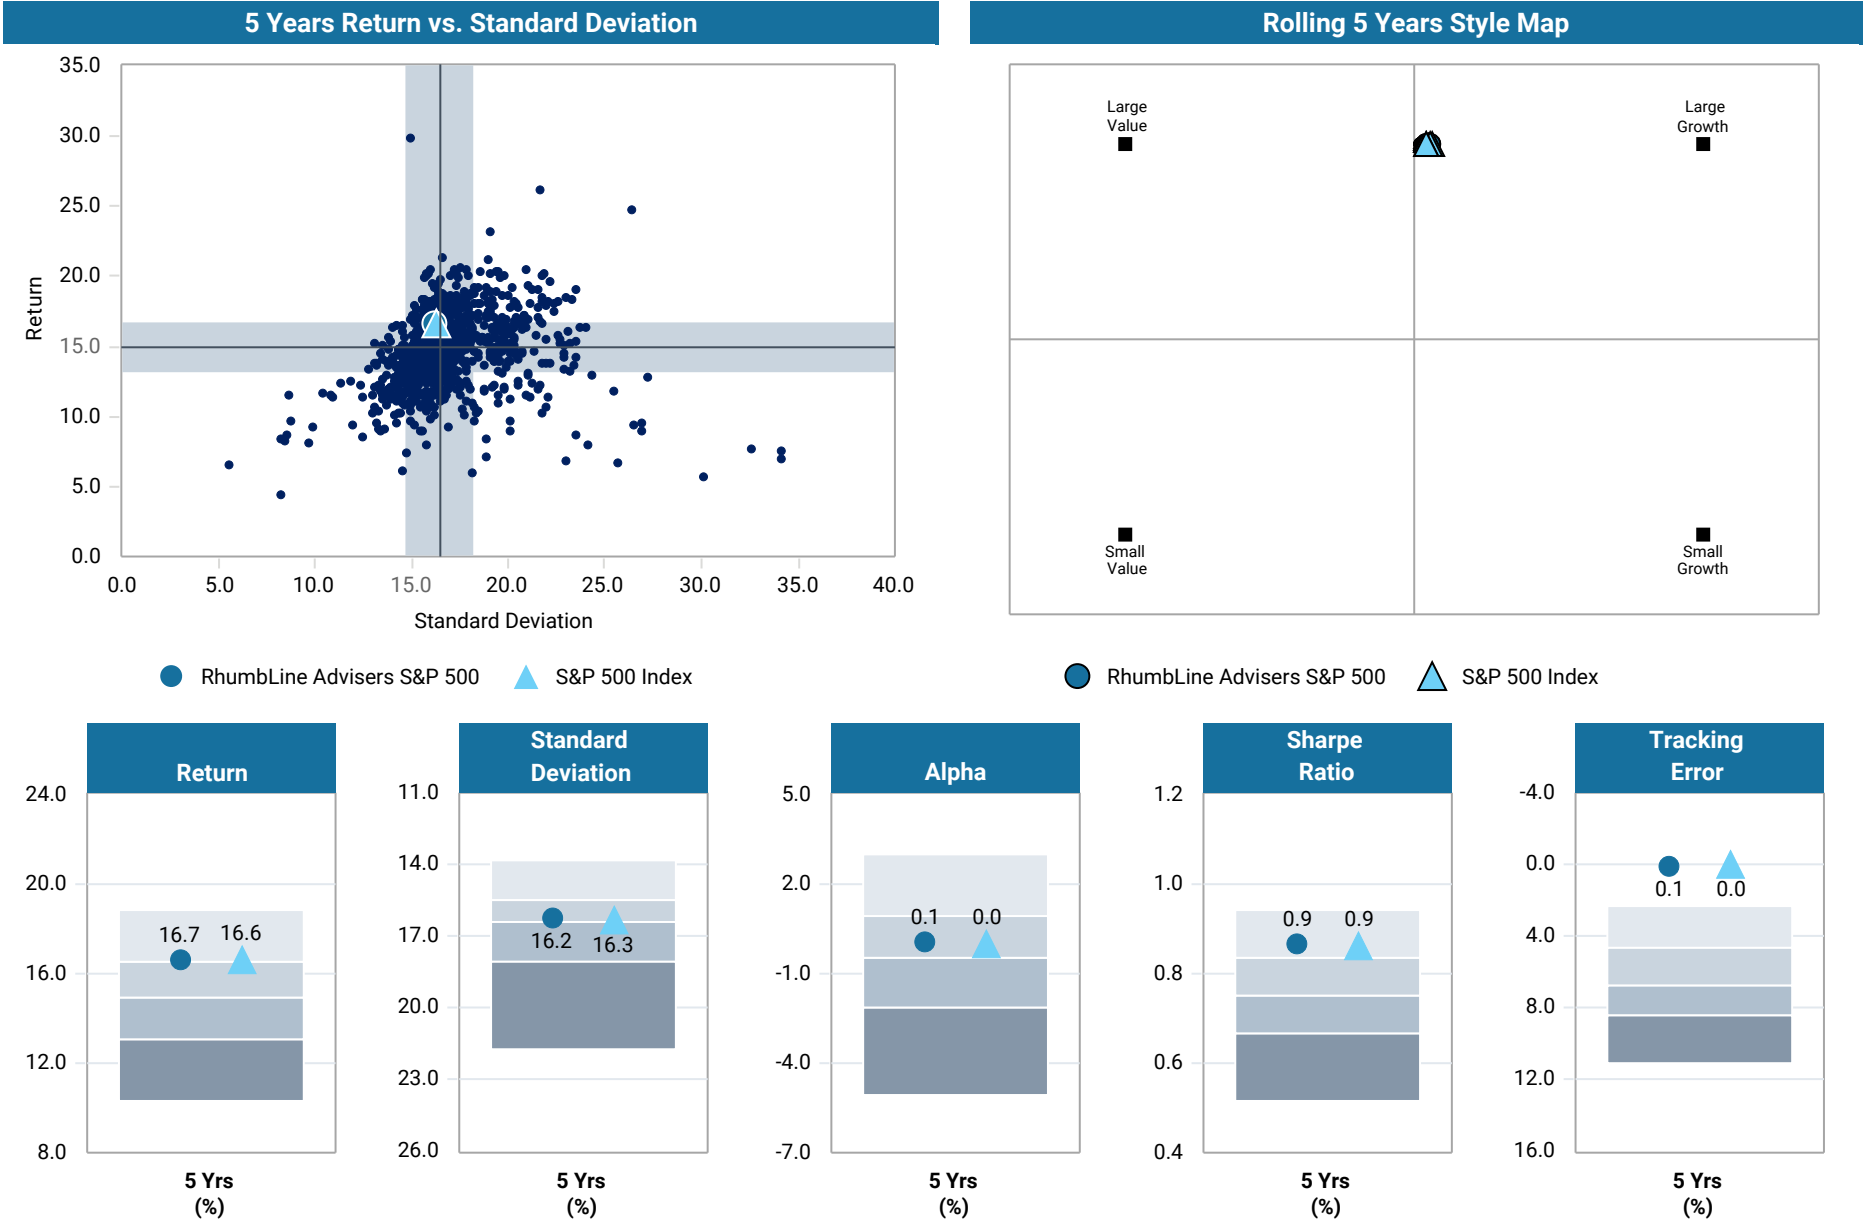 5 Years Return vs. Standard Deviation
Rolling 5 Years Style Map
35.0
30.0
25.0
20.0
15.0
10.0
5.0
0.0
Return
0.0 5.0 10.0 15.0 20.0 25.0 30.0 35.0 40.0
Standard Deviation
Large
Value
Large
Growth
Small
Value
Small
Growth
RhumbLine Advisers S&P 500 S&P 500 Index
RhumbLine Advisers S&P 500 S&P 500 Index
Return
24.0
20.0
16.0
12.0
8.0
16.7 16.6
5 Yrs
(%)
Standard
Deviation
11.0
14.0
17.0
20.0
23.0
26.0
16.2 16.3
5 Yrs
(%)
Alpha
5.0
2.0
-1.0
-4.0
-7.0
0.1 0.0
5 Yrs
(%)
Sharpe
Ratio
1.2
1.0
0.8
0.6
0.4
0.9 0.9
5 Yrs
(%)
Tracking
Error
-4.0
0.0
4.0
8.0
12.0
16.0
0.1 0.0
5 Yrs
(%)